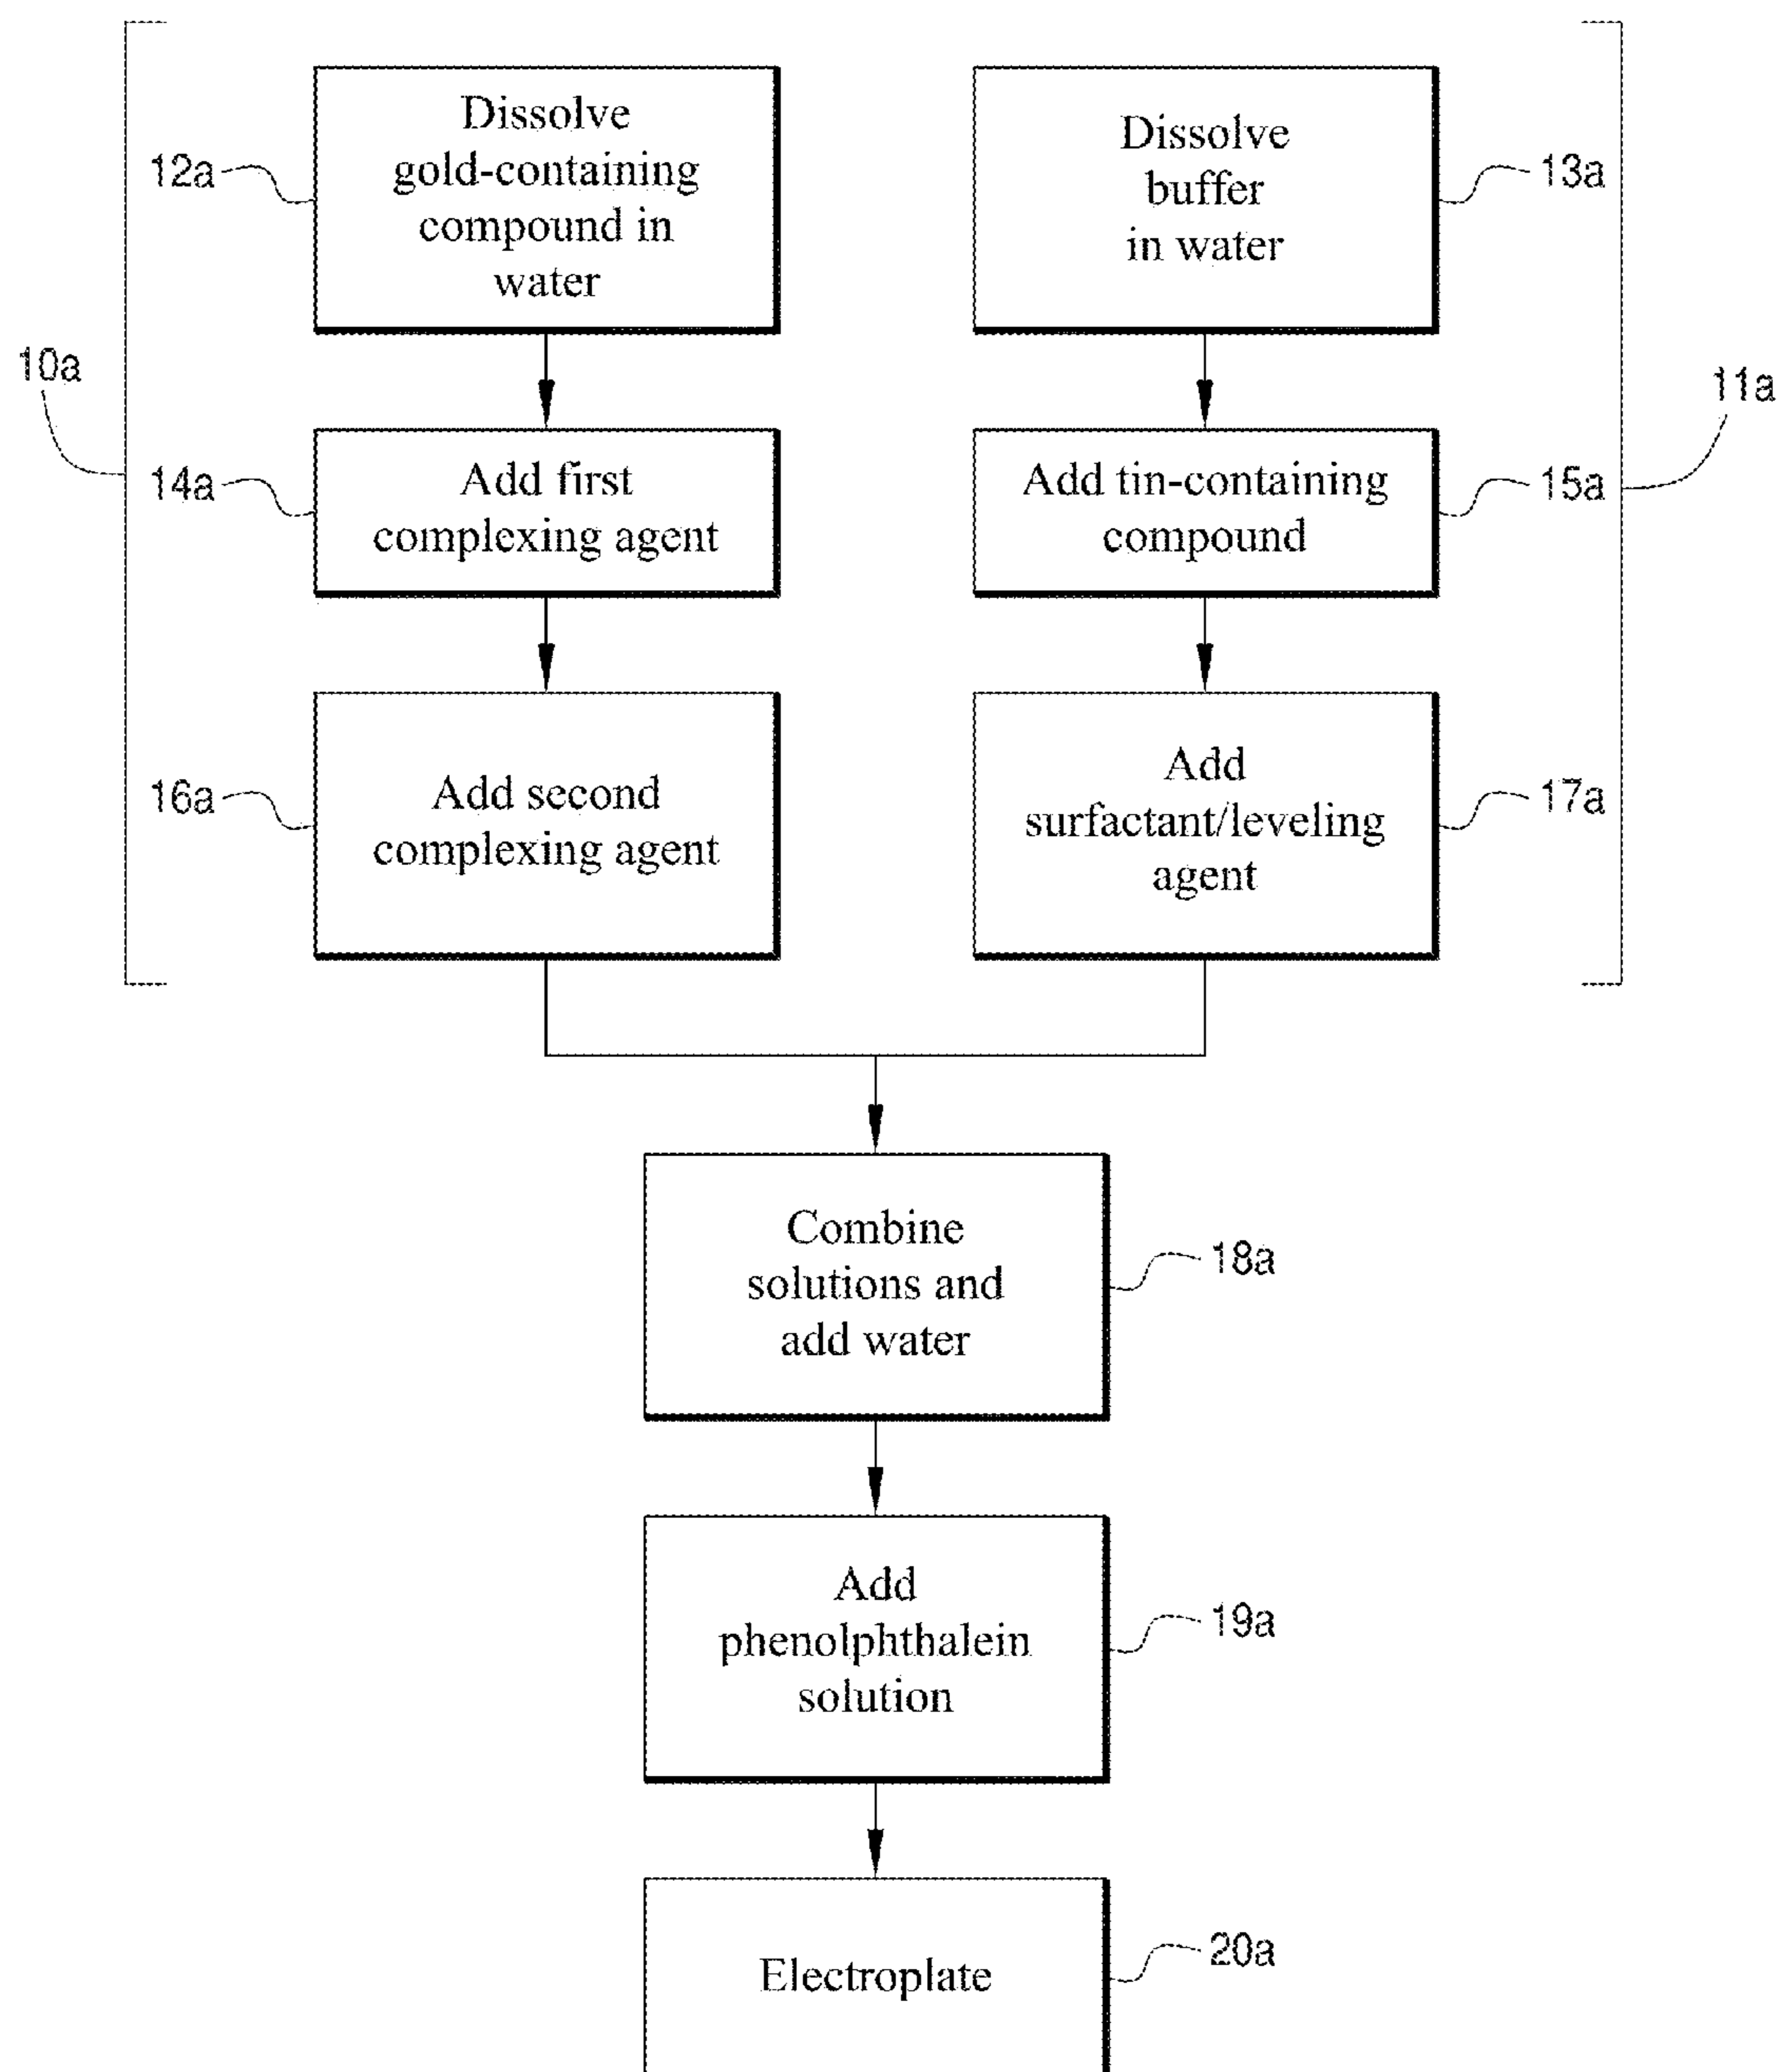 12a
Dissolve
gold-containing
compound in
water
Dissolve
buffer
in water
13a
10a
11a
14a
Add first
complexing agent
Add tin-containing
compound
15a
16a
Add second
complexing agent
Add
surfactant/leveling
agent
17a
Combine
solutions and
add water
18a
Add
phenolphthalein
solution
19a
Electroplate
20a